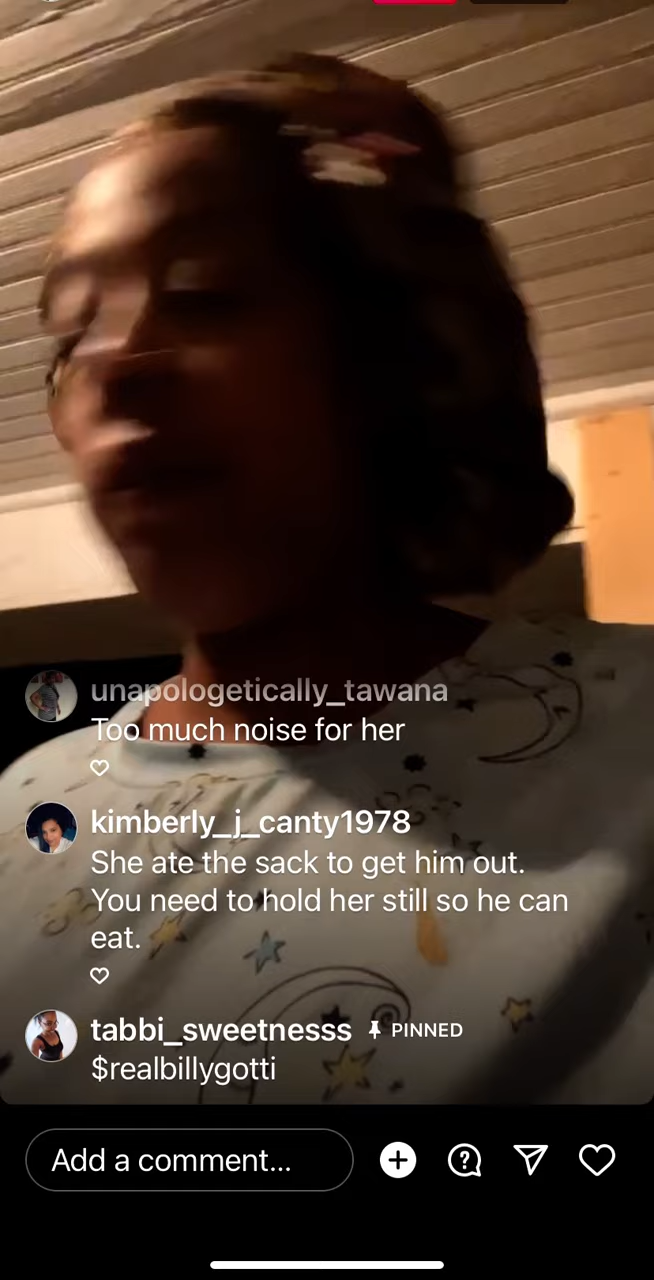 unapologetically_tawana
Too much noise for her
kimberly_j_canty1978
She ate the sack to get him out.
You need to hold her still so he can
eat.
tabbi_sweetnesss PINNED
$realbillygotti
Add a comment...